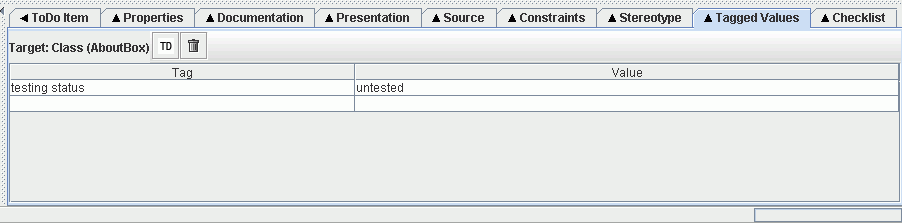 ToDo Item Properties Documentation Presentation Source Constraints Stereotype Tagged Values Checklist
Target: Class (AboutBox) TD
Tag Value
testing status untested